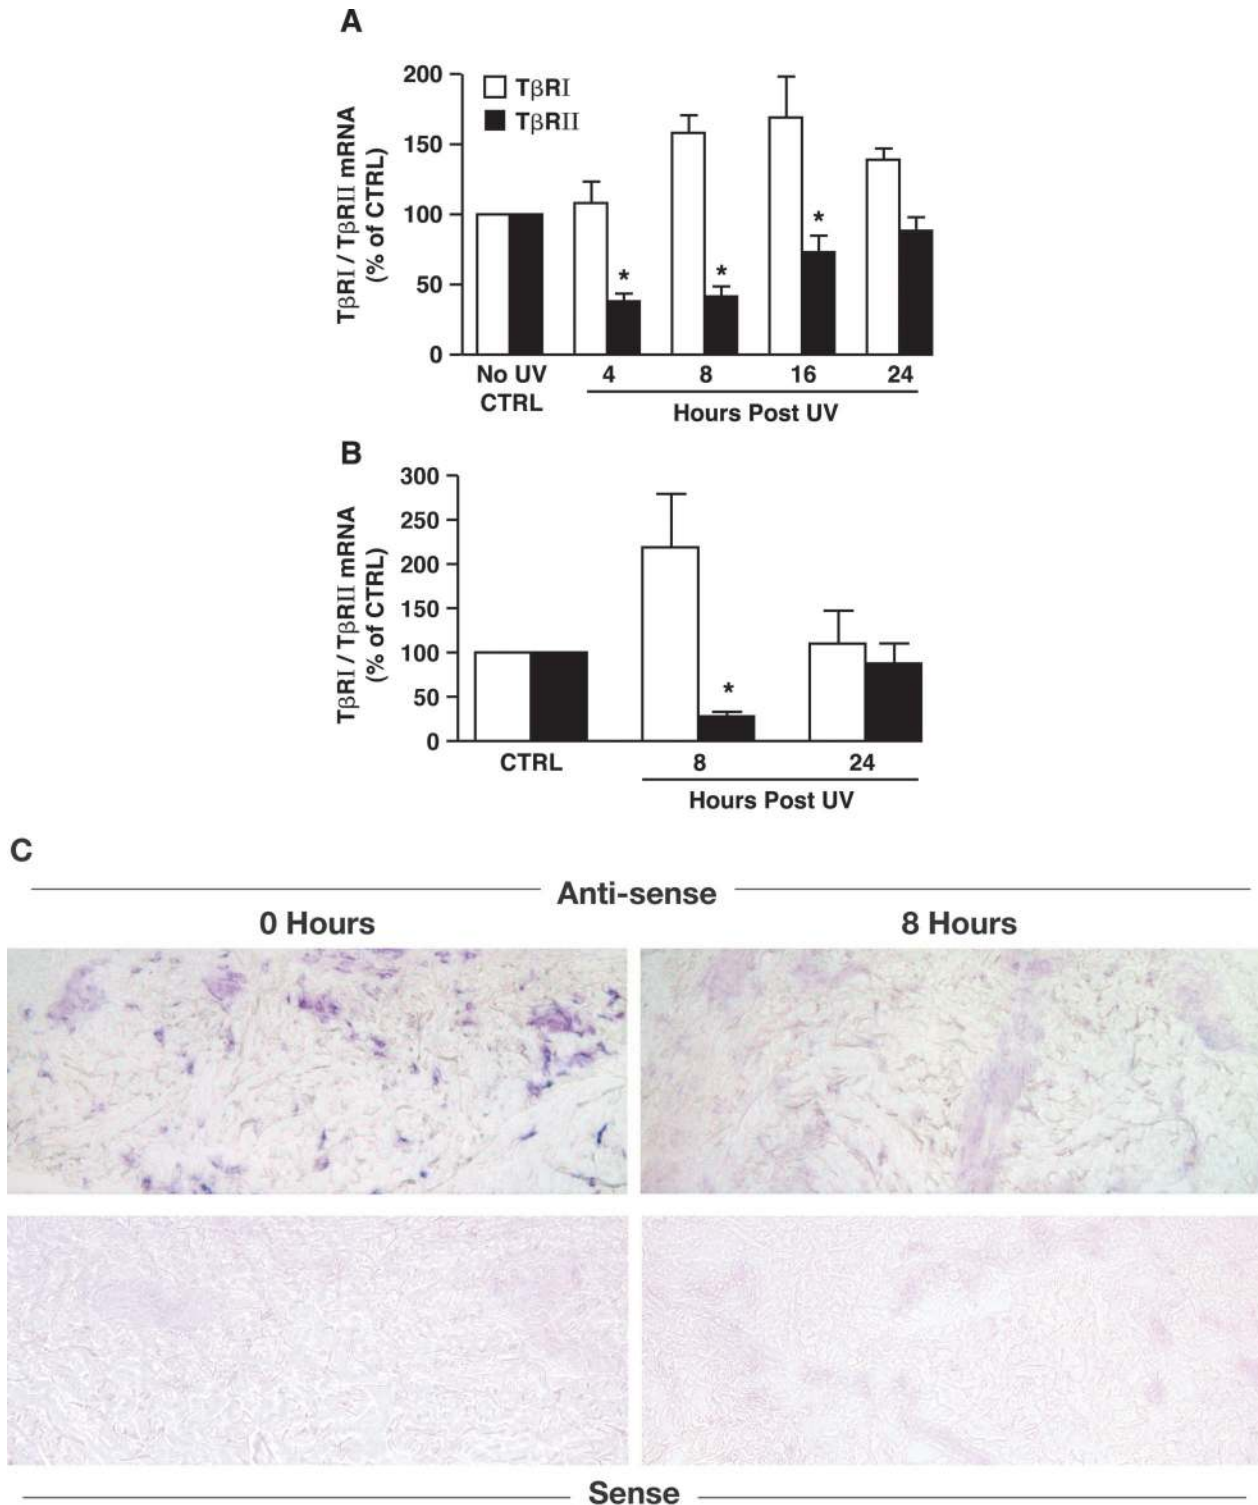 A
200
150
100
50
0
TβRI / TβRII mRNA
(% of CTRL)
TβRI
TβRII
*
*
*
No UV
CTRL
4
8
16
24
Hours Post UV
B
300
250
200
150
100
50
0
TβRI / TβRII mRNA
(% of CTRL)
*
CTRL
8
24
Hours Post UV
C
Anti-sense
0 Hours
8 Hours
Sense